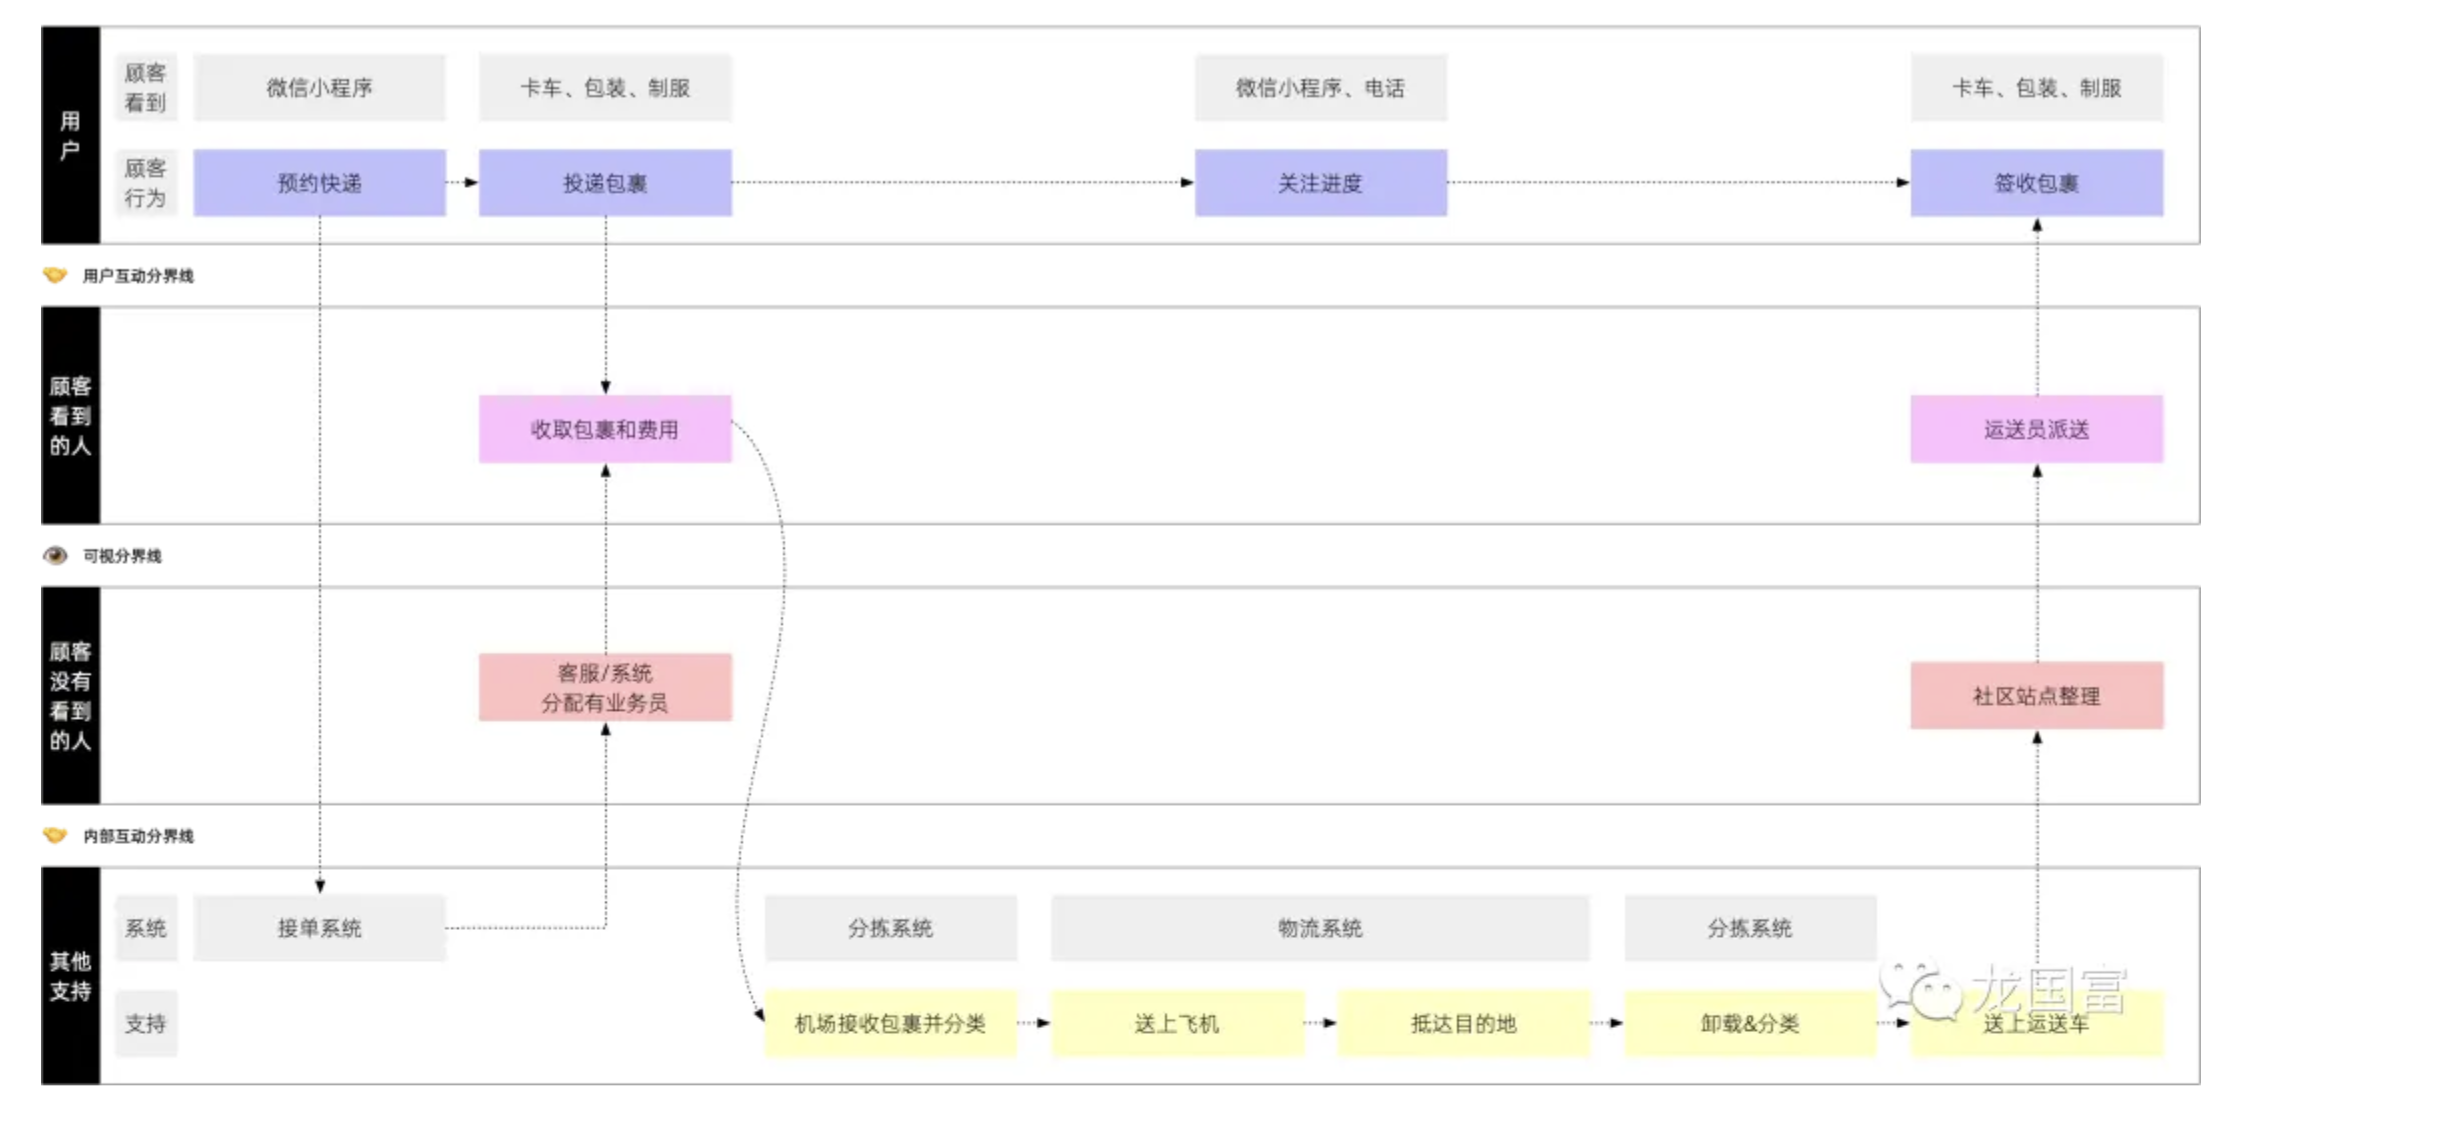 用
户
顾客
看到
微信小程序
卡车、包装、制服
微信小程序、电话
卡车、包装、制服
顾客
行为
预约快递
投递包裹
关注进度
签收包裹
用户互动分界线
顾客
看到
的人
收取包裹和费用
运送员派送
可视分界线
顾客
没有
看到
的人
客服/系统
分配有业务员
社区站点整理
内部互动分界线
其他
支持
系统
接单系统
分拣系统
物流系统
分拣系统
支持
机场接收包裹并分类
送上飞机
抵达目的地
卸载&分类
送上运送车
龙国富